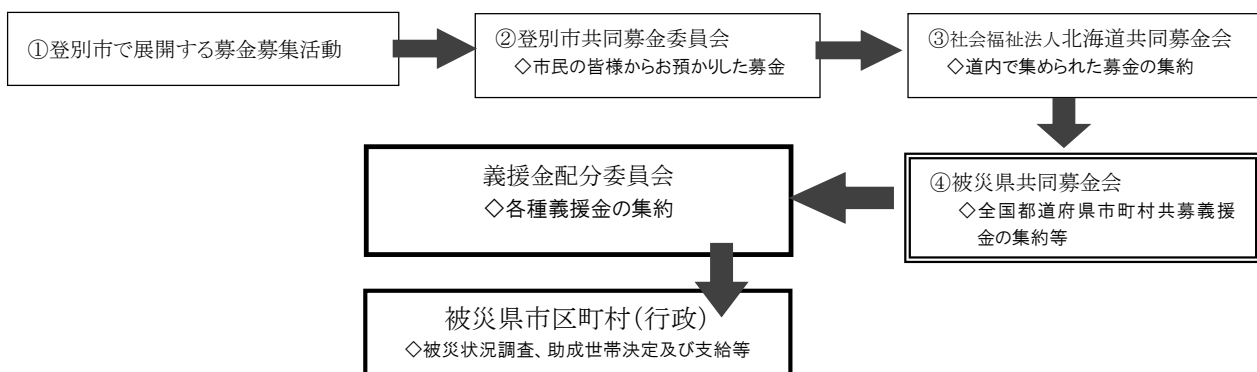 ①登別市で展開する募金募集活動
②登別市共同募金委員会
◇市民の皆様からお預かりした募金
③社会福祉法人北海道共同募金会
◇道内で集められた募金の集約
④被災県共同募金会
◇全国都道府県市町村共募義援
金の集約等
義援金配分委員会
◇各種義援金の集約
被災県市区町村(行政)
◇被災状況調査、助成世帯決定及び支給等